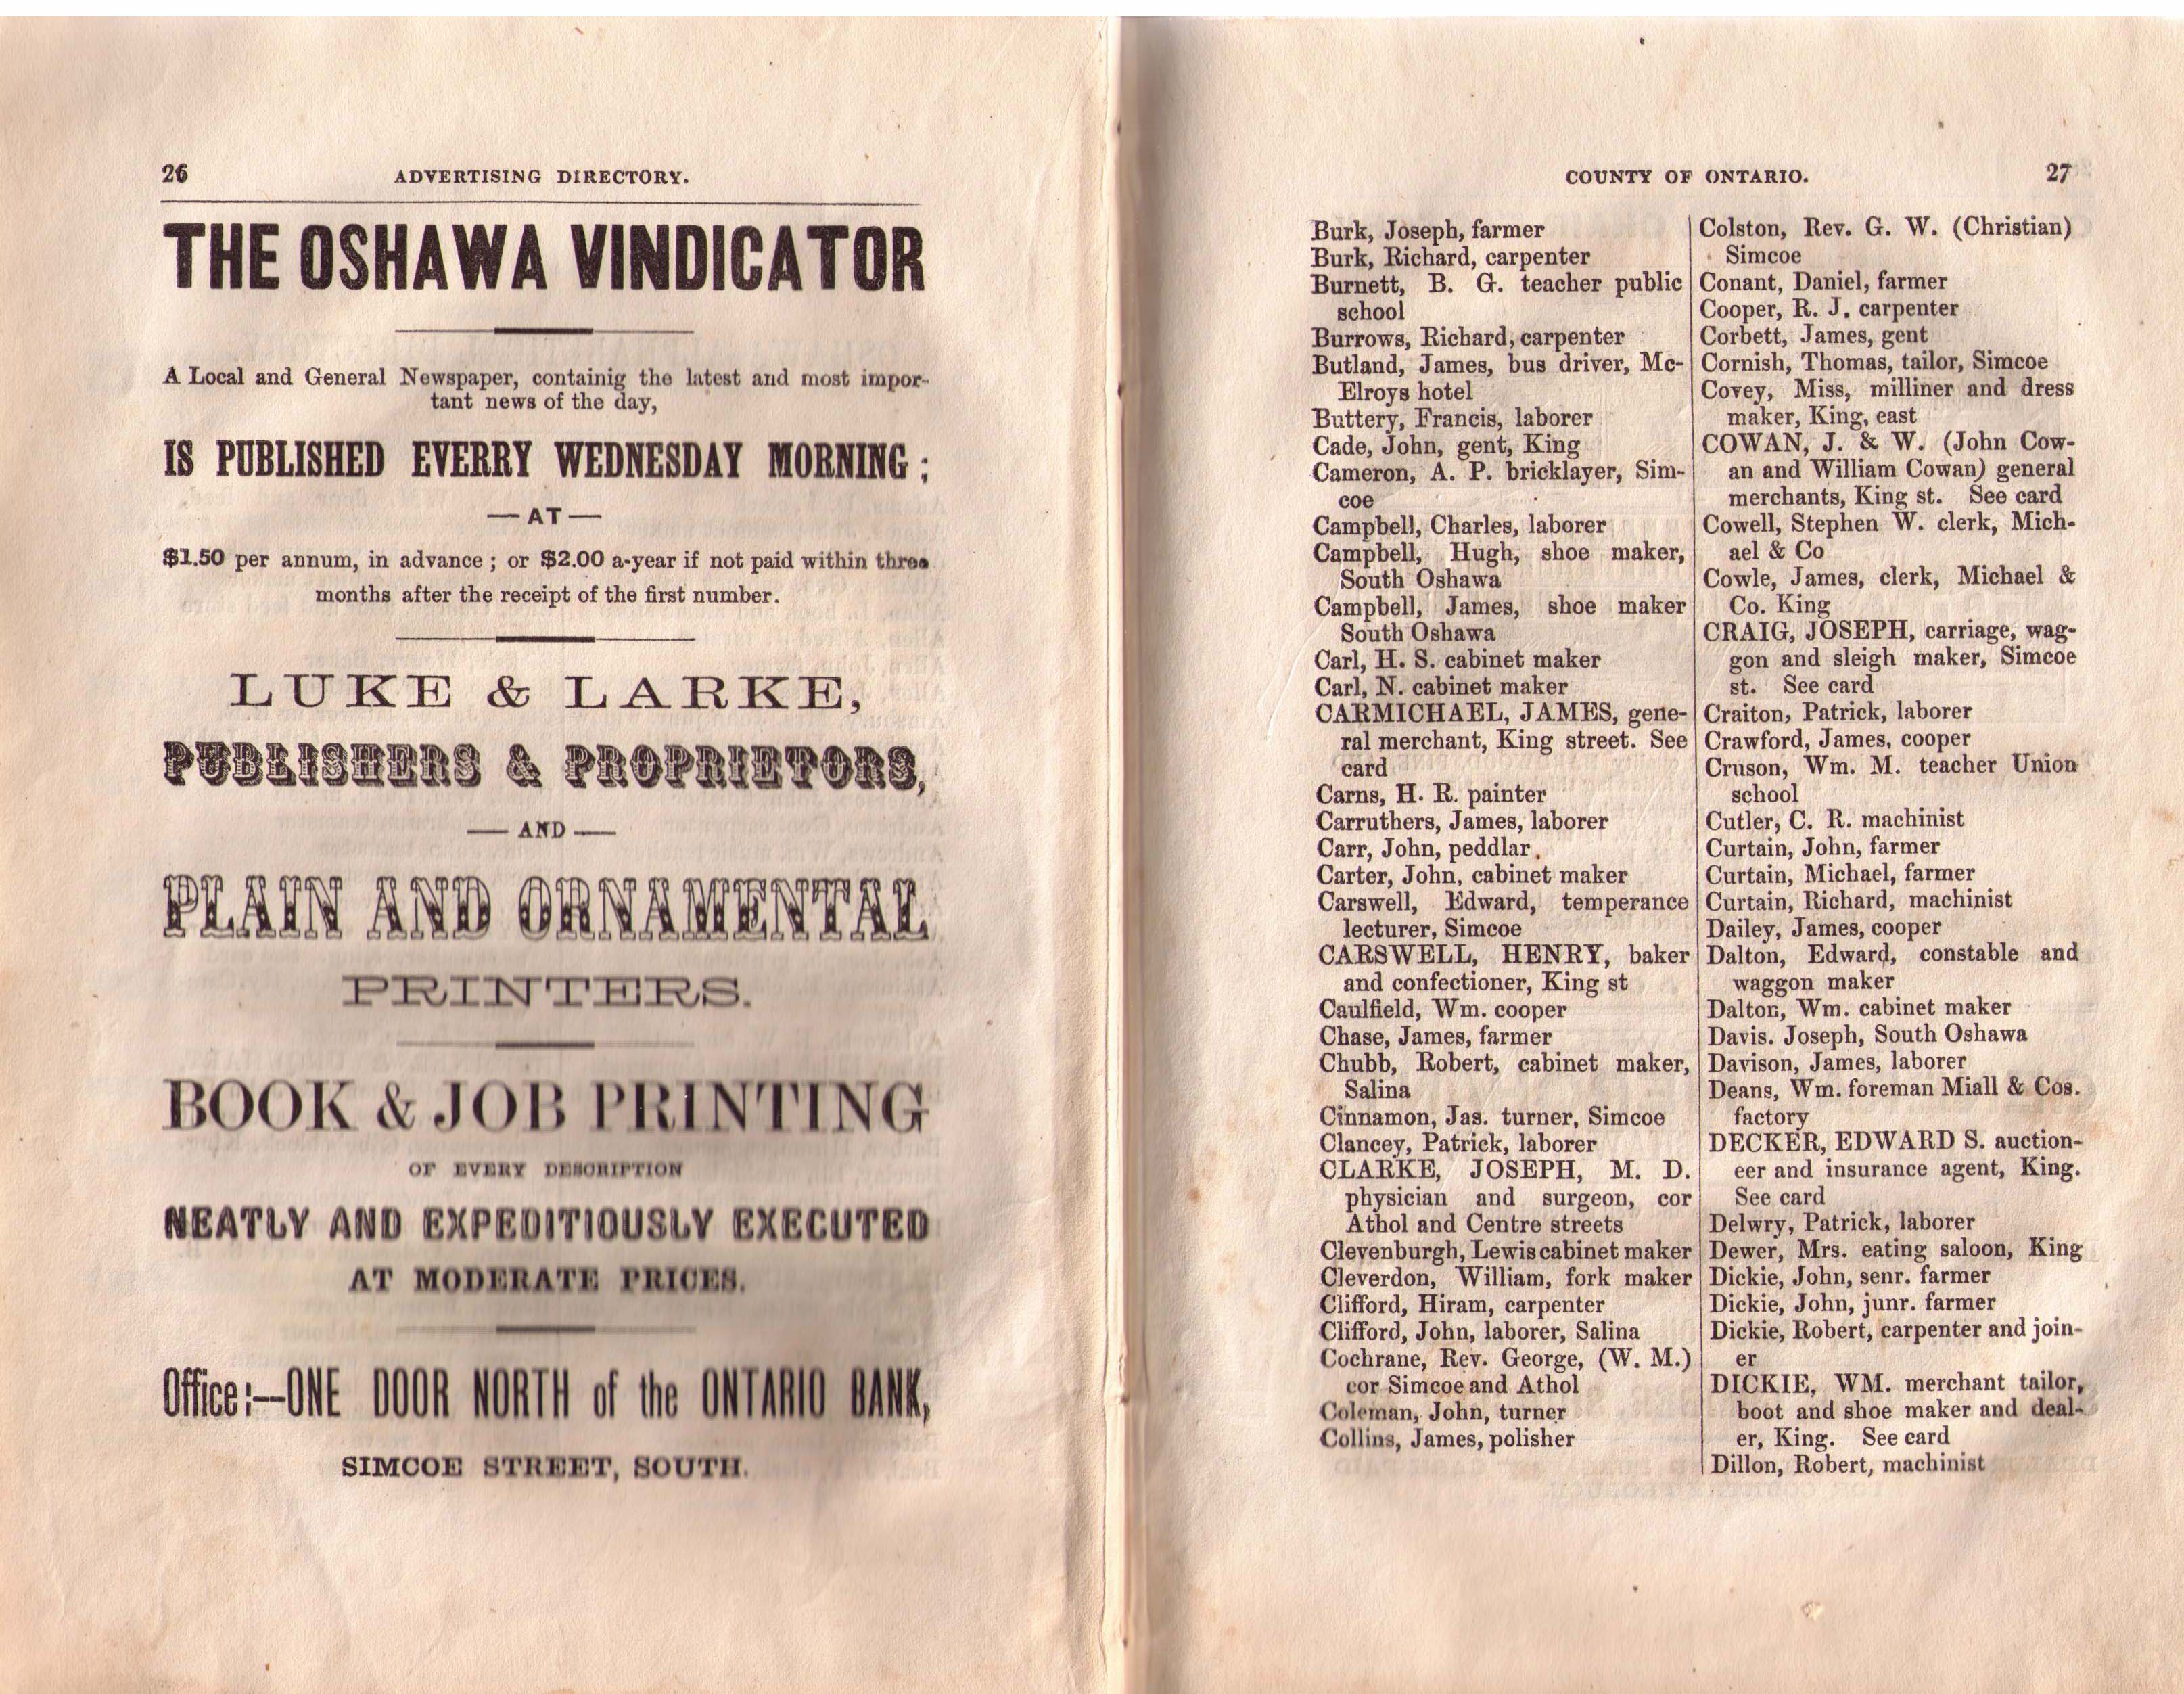 26
ADVERTISING DIRECTORY.
THE OSHAWA VINDICATOR
A Local and General Newspaper, containig the latest and most impor-
tant news of the day,
IS PUBLISHED EVERRY WEDNESDAY MORNING ;
— AT —
$1.50 per annum, in advance ; or $2.00 a-year if not paid within three
months after the receipt of the first number.
LUKE & LARKE,
PUBLISHERS & PROPRIETORS,
— AND —
PLAIN AND ORNAMENTAL
PRINTERS.
BOOK & JOB PRINTING
OF EVERY DESCRIPTION
NEATLY AND EXPEDITIOUSLY EXECUTED
AT MODERATE PRICES.
Office :—ONE DOOR NORTH of the ONTARIO BANK,
SIMCOE STREET, SOUTH.
COUNTY OF ONTARIO.
27
Burk, Joseph, farmer
Burk, Richard, carpenter
Burnett, B. G. teacher public
school
Burrows, Richard, carpenter
Butland, James, bus driver, Mc-
Elroys hotel
Buttery, Francis, laborer
Cade, John, gent, King
Cameron, A. P. bricklayer, Sim-
coe
Campbell, Charles, laborer
Campbell, Hugh, shoe maker,
South Oshawa
Campbell, James, shoe maker
South Oshawa
Carl, H. S. cabinet maker
Carl, N. cabinet maker
CARMICHAEL, JAMES, gene-
ral merchant, King street. See
card
Carns, H. R. painter
Carruthers, James, laborer
Carr, John, peddlar.
Carter, John, cabinet maker
Carswell, Edward, temperance
lecturer, Simcoe
CARSWELL, HENRY, baker
and confectioner, King st
Caulfield, Wm. cooper
Chase, James, farmer
Chubb, Robert, cabinet maker,
Salina
Cinnamon, Jas. turner, Simcoe
Clancey, Patrick, laborer
CLARKE, JOSEPH, M. D.
physician and surgeon, cor
Athol and Centre streets
Clevenburgh, Lewis cabinet maker
Cleverdon, William, fork maker
Clifford, Hiram, carpenter
Clifford, John, laborer, Salina
Cochrane, Rev. George, (W. M.)
cor Simcoe and Athol
Coleman, John, turner
Collins, James, polisher
Colston, Rev. G. W. (Christian)
Simcoe
Conant, Daniel, farmer
Cooper, R. J. carpenter
Corbett, James, gent
Cornish, Thomas, tailor, Simcoe
Covey, Miss, milliner and dress
maker, King, east
COWAN, J. & W. (John Cow-
an and William Cowan) general
merchants, King st. See card
Cowell, Stephen W. clerk, Mich-
ael & Co
Cowle, James, clerk, Michael &
Co. King
CRAIG, JOSEPH, carriage, wag-
gon and sleigh maker, Simcoe
st. See card
Craiton, Patrick, laborer
Crawford, James, cooper
Cruson, Wm. M. teacher Union
school
Cutler, C. R. machinist
Curtain, John, farmer
Curtain, Michael, farmer
Curtain, Richard, machinist
Dailey, James, cooper
Dalton, Edward, constable and
waggon maker
Dalton, Wm. cabinet maker
Davis. Joseph, South Oshawa
Davison, James, laborer
Deans, Wm. foreman Miall & Cos.
factory
DECKER, EDWARD S. auction-
eer and insurance agent, King.
See card
Delwry, Patrick, laborer
Dewer, Mrs. eating saloon, King
Dickie, John, senr. farmer
Dickie, John, junr. farmer
Dickie, Robert, carpenter and join-
er
DICKIE, WM. merchant tailor,
boot and shoe maker and deal-
er, King. See card
Dillon, Robert, machinist